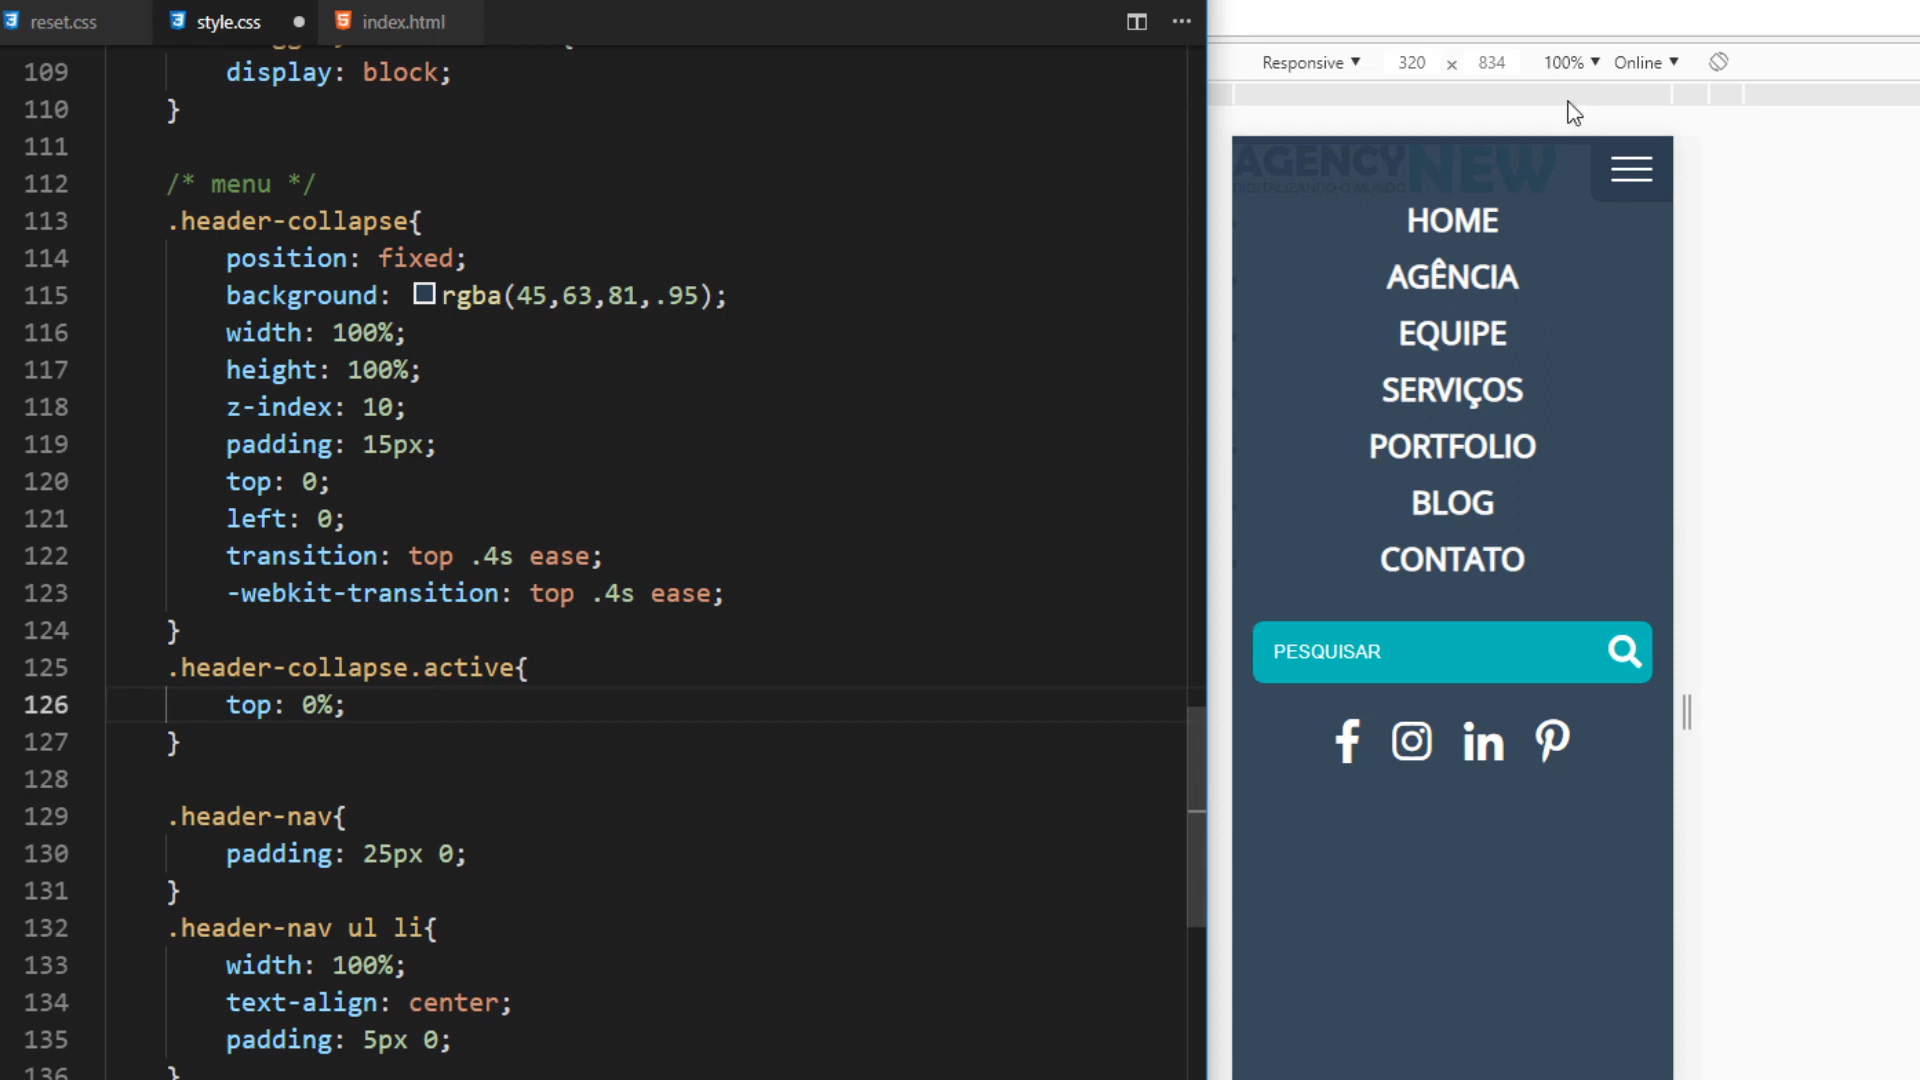 reset.css
style.css
index.html
109 display: block;
110 }
111
112 /* menu */
113 .header-collapse{
114 position: fixed;
115 background: rgba(45,63,81,.95);
116 width: 100%;
117 height: 100%;
118 z-index: 10;
119 padding: 15px;
120 top: 0;
121 left: 0;
122 transition: top .4s ease;
123 -webkit-transition: top .4s ease;
124 }
125 .header-collapse.active{
126 top: 0%;
127 }
128
129 .header-nav{
130 padding: 25px 0;
131 }
132 .header-nav ul li{
133 width: 100%;
134 text-align: center;
135 padding: 5px 0;
136 }
Responsive ▼ 320 × 834 100% ▼ Online ▼
AGENCYNEW
DIGITALIZANDO O MUNDO
HOME
AGÊNCIA
EQUIPE
SERVIÇOS
PORTFOLIO
BLOG
CONTATO
PESQUISAR